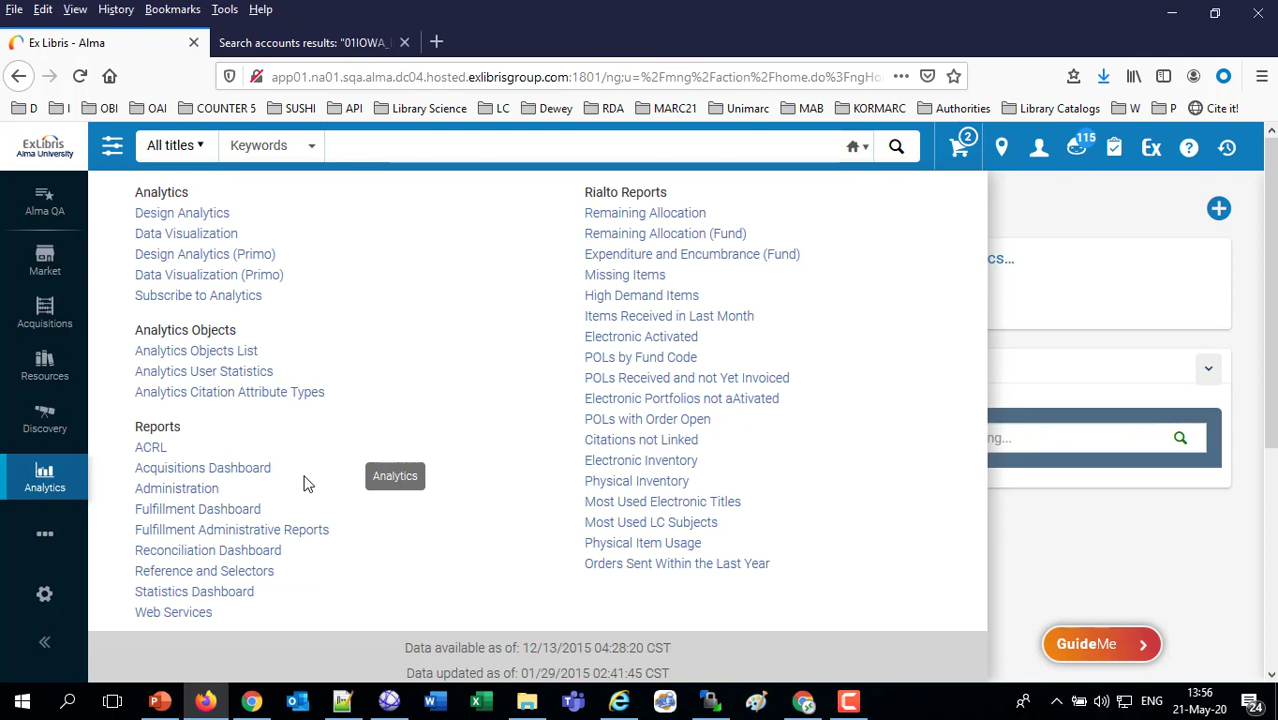 File Edit View History Bookmarks Tools Help
Ex Libris - Alma
Search accounts results: "01IOWA_
app01.na01.sqa.alma.dc04.hosted.exlibrisgroup.com:1801/ng;u=%2Fmng%2Faction%2Fhome.do%3FngHo
D I OBI OAI COUNTER 5 SUSHI API Library Science LC Dewey RDA MARC21 Unimarc MAB KORMARC Authorities Library Catalogs W P Cite it!
ExLibris
Alma University
All titles Keywords 2 115 Ex
Alma QA
Market
Acquisitions
Resources
Discovery
Analytics
Analytics
Design Analytics
Data Visualization
Design Analytics (Primo)
Data Visualization (Primo)
Subscribe to Analytics
Analytics Objects
Analytics Objects List
Analytics User Statistics
Analytics Citation Attribute Types
Reports
ACRL
Acquisitions Dashboard
Administration
Fulfillment Dashboard
Fulfillment Administrative Reports
Reconciliation Dashboard
Reference and Selectors
Statistics Dashboard
Web Services
Analytics
Rialto Reports
Remaining Allocation
Remaining Allocation (Fund)
Expenditure and Encumbrance (Fund)
Missing Items
High Demand Items
Items Received in Last Month
Electronic Activated
POLs by Fund Code
POLs Received and not Yet Invoiced
Electronic Portfolios not aAtivated
POLs with Order Open
Citations not Linked
Electronic Inventory
Physical Inventory
Most Used Electronic Titles
Most Used LC Subjects
Physical Item Usage
Orders Sent Within the Last Year
cs...
ng...
GuideMe
Data available as of: 12/13/2015 04:28:20 CST
Data updated as of: 01/29/2015 02:41:45 CST
ENG
13:56
21-May-20
24